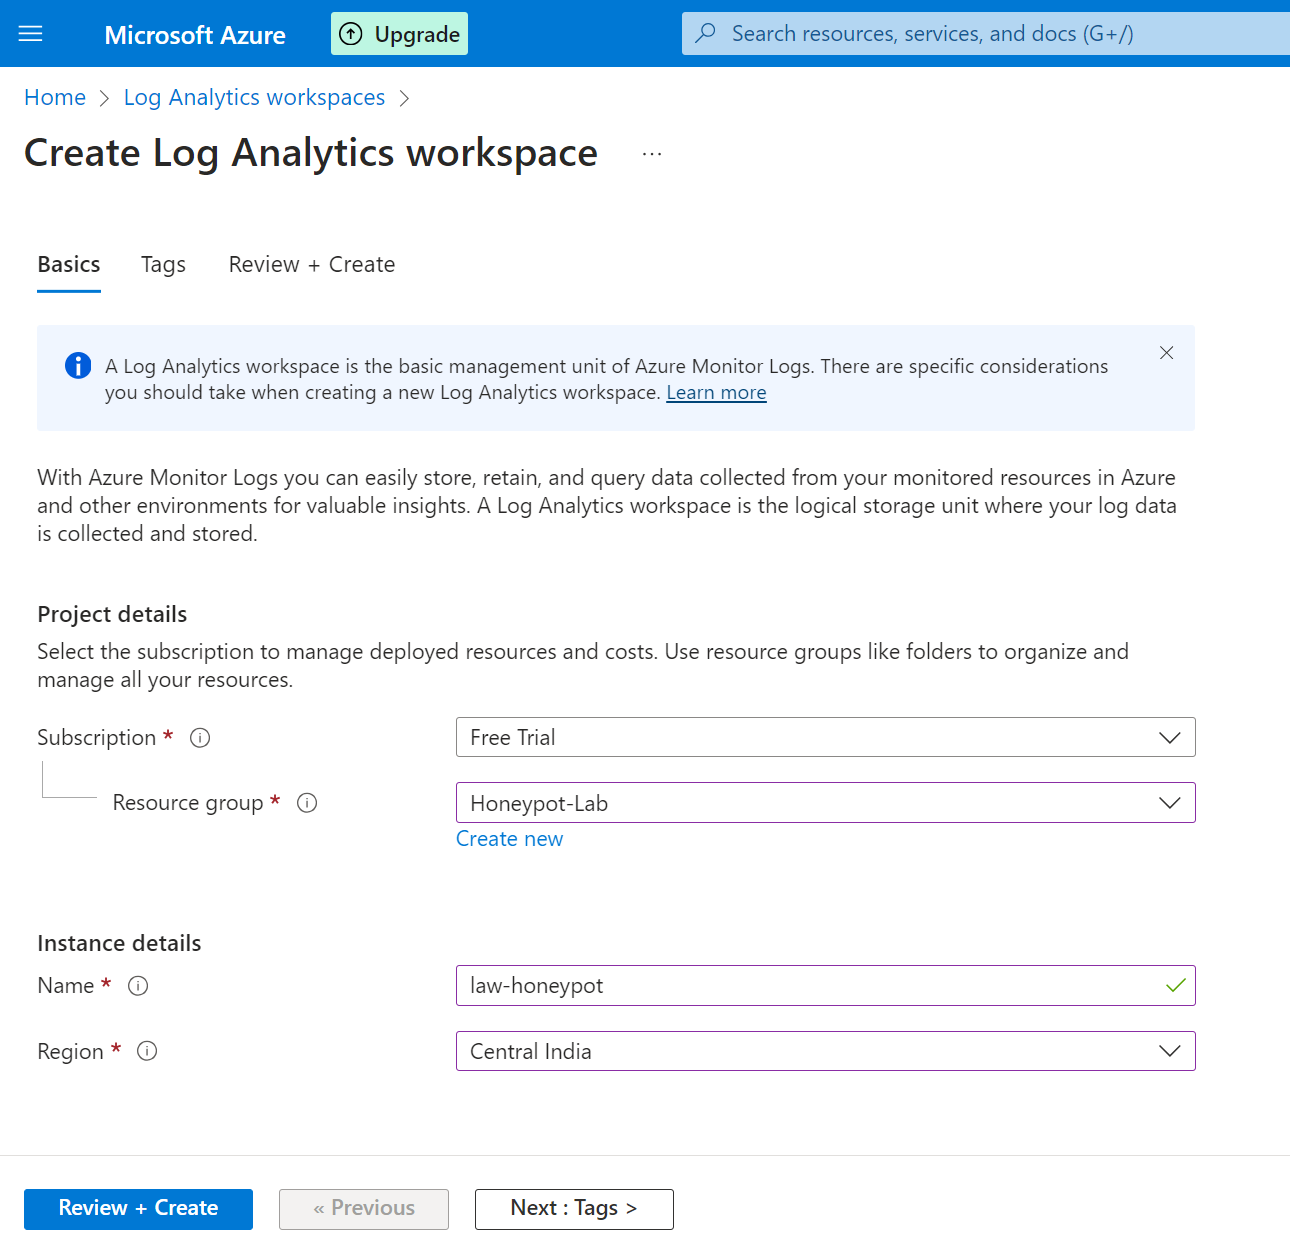 Microsoft Azure
Upgrade
Search resources, services, and docs (G+/)
Home > Log Analytics workspaces >
Create Log Analytics workspace ...
Basics Tags Review + Create
A Log Analytics workspace is the basic management unit of Azure Monitor Logs. There are specific considerations
you should take when creating a new Log Analytics workspace. Learn more
With Azure Monitor Logs you can easily store, retain, and query data collected from your monitored resources in Azure
and other environments for valuable insights. A Log Analytics workspace is the logical storage unit where your log data
is collected and stored.
Project details
Select the subscription to manage deployed resources and costs. Use resource groups like folders to organize and
manage all your resources.
Subscription *
Free Trial
Resource group *
Honeypot-Lab
Create new
Instance details
Name *
law-honeypot
Region *
Central India
Review + Create
« Previous
Next : Tags >